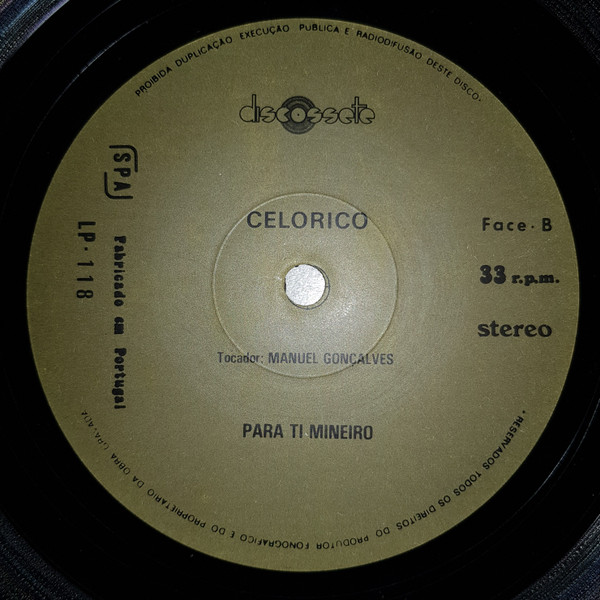 PROIBIDA DUPLICAÇÃO EXECUÇÃO PUBLICA E RADIODIFUSÃO DESTE DISCO.
discossete
SPA
LP·118
Fabricado em Portugal
CELORICO
Face·B
33 r.p.m.
stereo
Tocador: MANUEL GONÇALVES
PARA TI MINEIRO
RESERVADOS TODOS OS DIREITOS DO PRODUTOR FONOGRAFICO E DO PROPRIETARIO DA OBRA